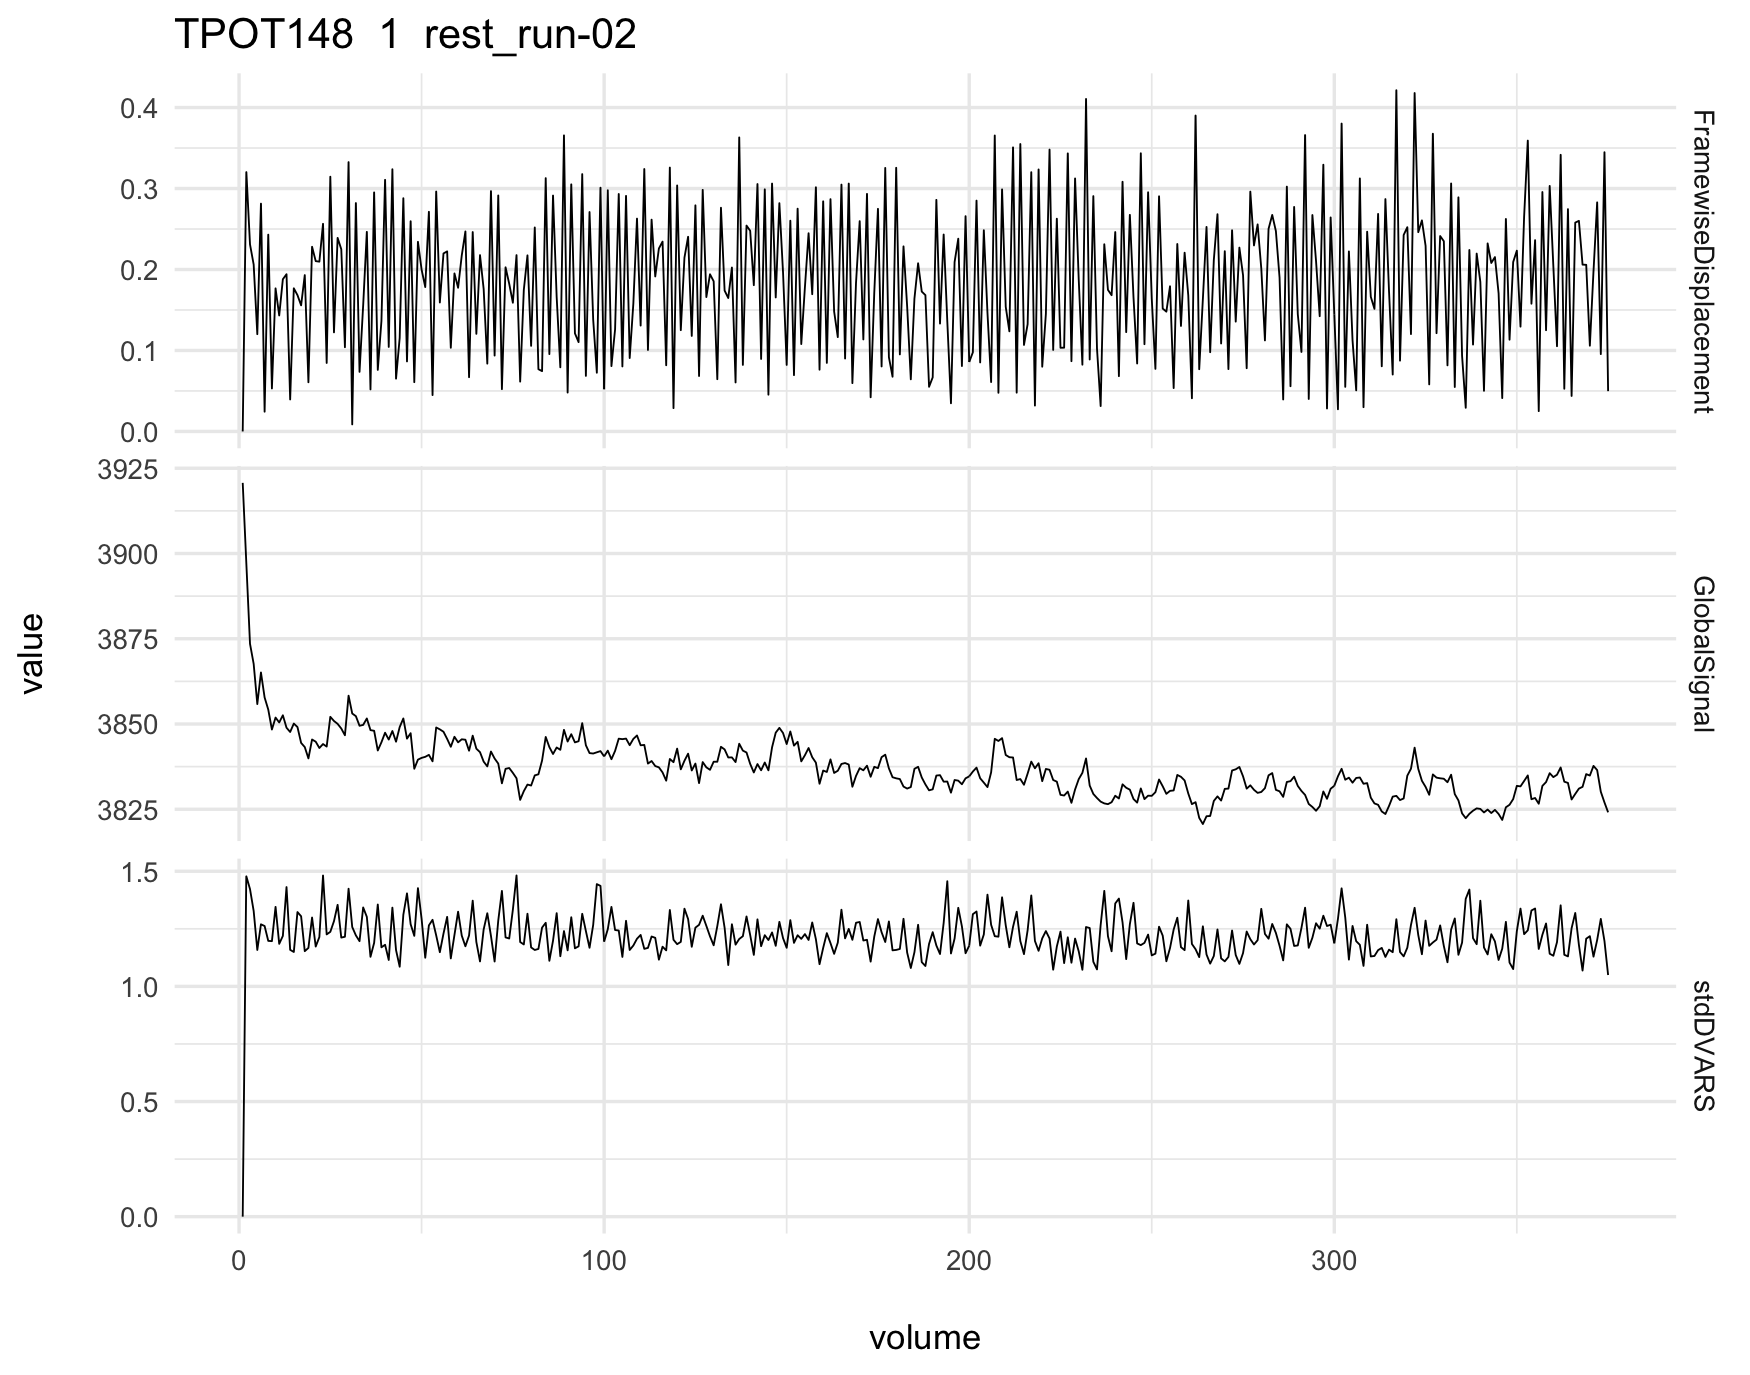 TPOT148 1 rest_run-02
0.4
0.3
0.2
0.1
0.0
FramewiseDisplacement
3925
3900
3875
3850
3825
GlobalSignal
1.5
1.0
0.5
0.0
stdDVARS
value
0 100 200 300
volume